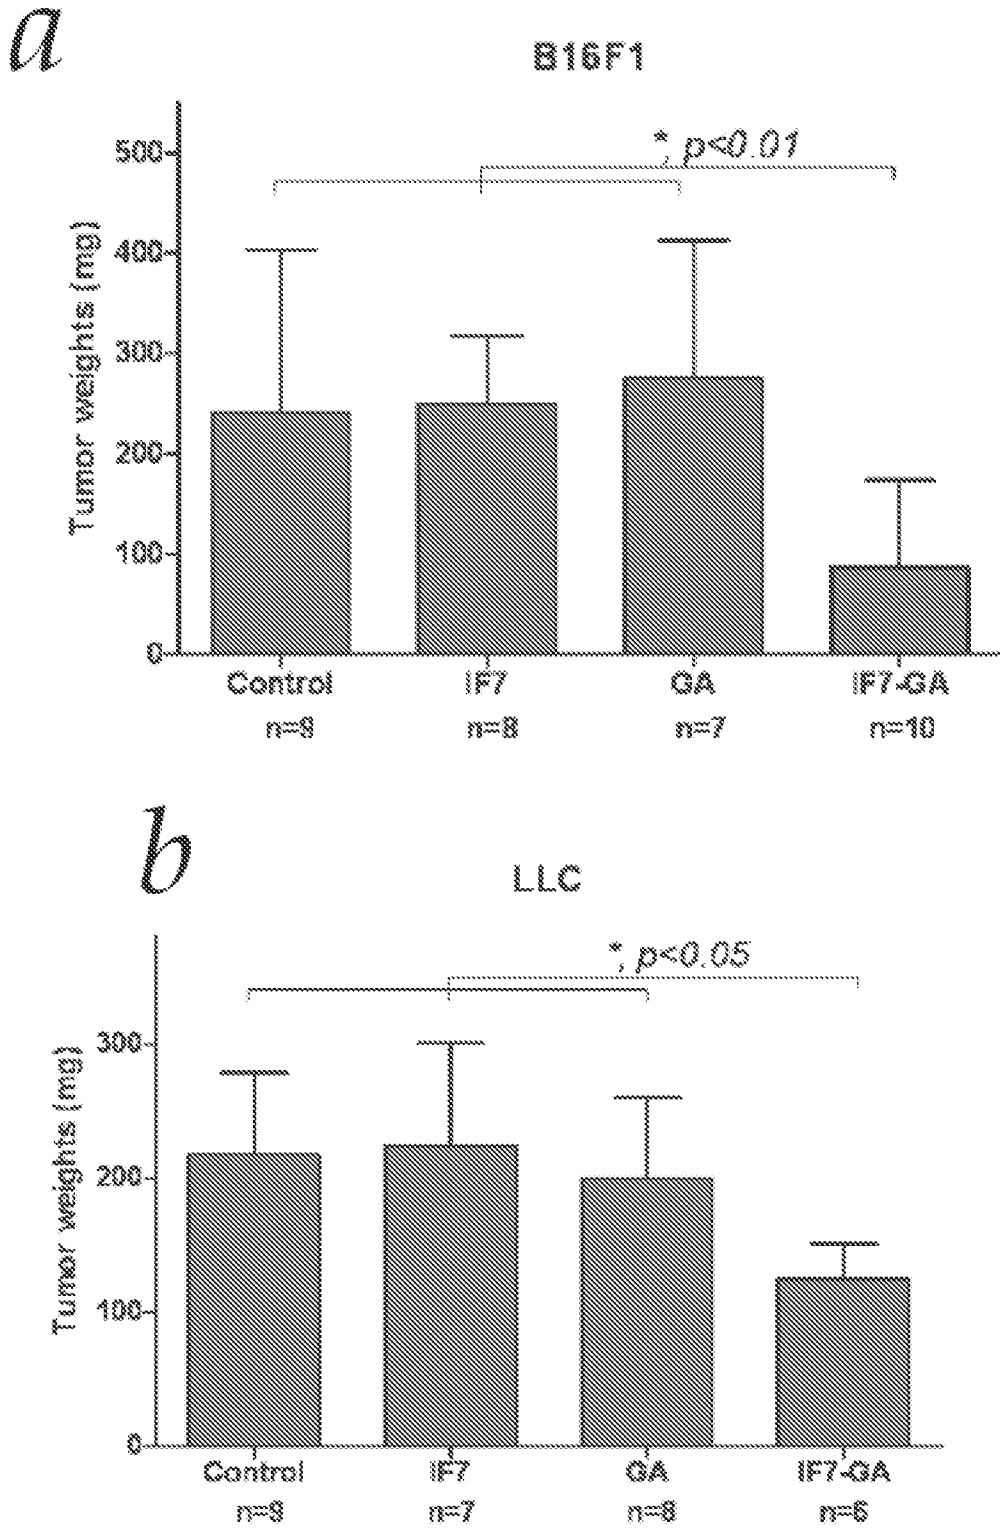 a
B16F1
*, p<0.01
Tumor weights (mg)
500
400
300
200
100
0
Control IF7 GA IF7-GA
n=9 n=8 n=7 n=10
b
LLC
*, p<0.05
Tumor weights (mg)
300
200
100
0
Control IF7 GA IF7-GA
n=9 n=7 n=8 n=6